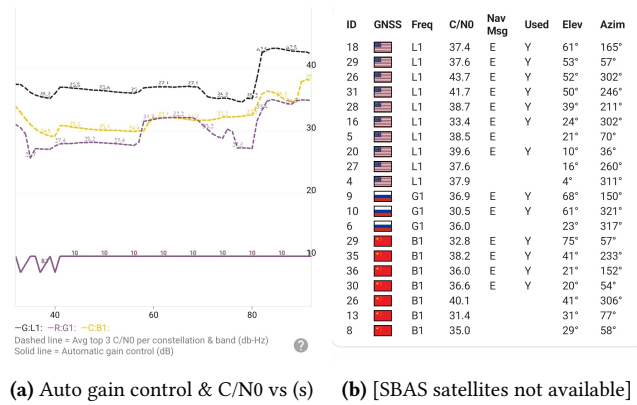 40
30
20
10
10 10 10 10 10 10
40 60 80
—G:L1: —R:G1: —C:B1:
Dashed line = Avg top 3 C/N0 per constellation & band (db-Hz)
Solid line = Automatic gain control (dB)
?
(a) Auto gain control & C/N0 vs (s)
ID GNSS Freq C/N0 Nav Msg Used Elev Azim
18 L1 37.4 E Y 61° 165°
29 L1 37.6 E Y 53° 57°
26 L1 43.7 E Y 52° 302°
31 L1 41.7 E Y 50° 246°
28 L1 38.7 E Y 39° 211°
16 L1 33.4 E Y 24° 302°
5 L1 38.5 E 21° 70°
20 L1 39.6 E Y 10° 36°
27 L1 37.6 16° 260°
4 L1 37.9 4° 311°
9 G1 36.9 E Y 68° 150°
10 G1 30.5 E Y 61° 321°
6 G1 36.0 23° 317°
29 B1 32.8 E Y 75° 57°
35 B1 38.2 E Y 41° 233°
36 B1 36.0 E Y 21° 152°
30 B1 36.6 E Y 20° 54°
26 B1 40.1 41° 306°
13 B1 31.4 31° 77°
8 B1 35.0 29° 58°
(b) [SBAS satellites not available]